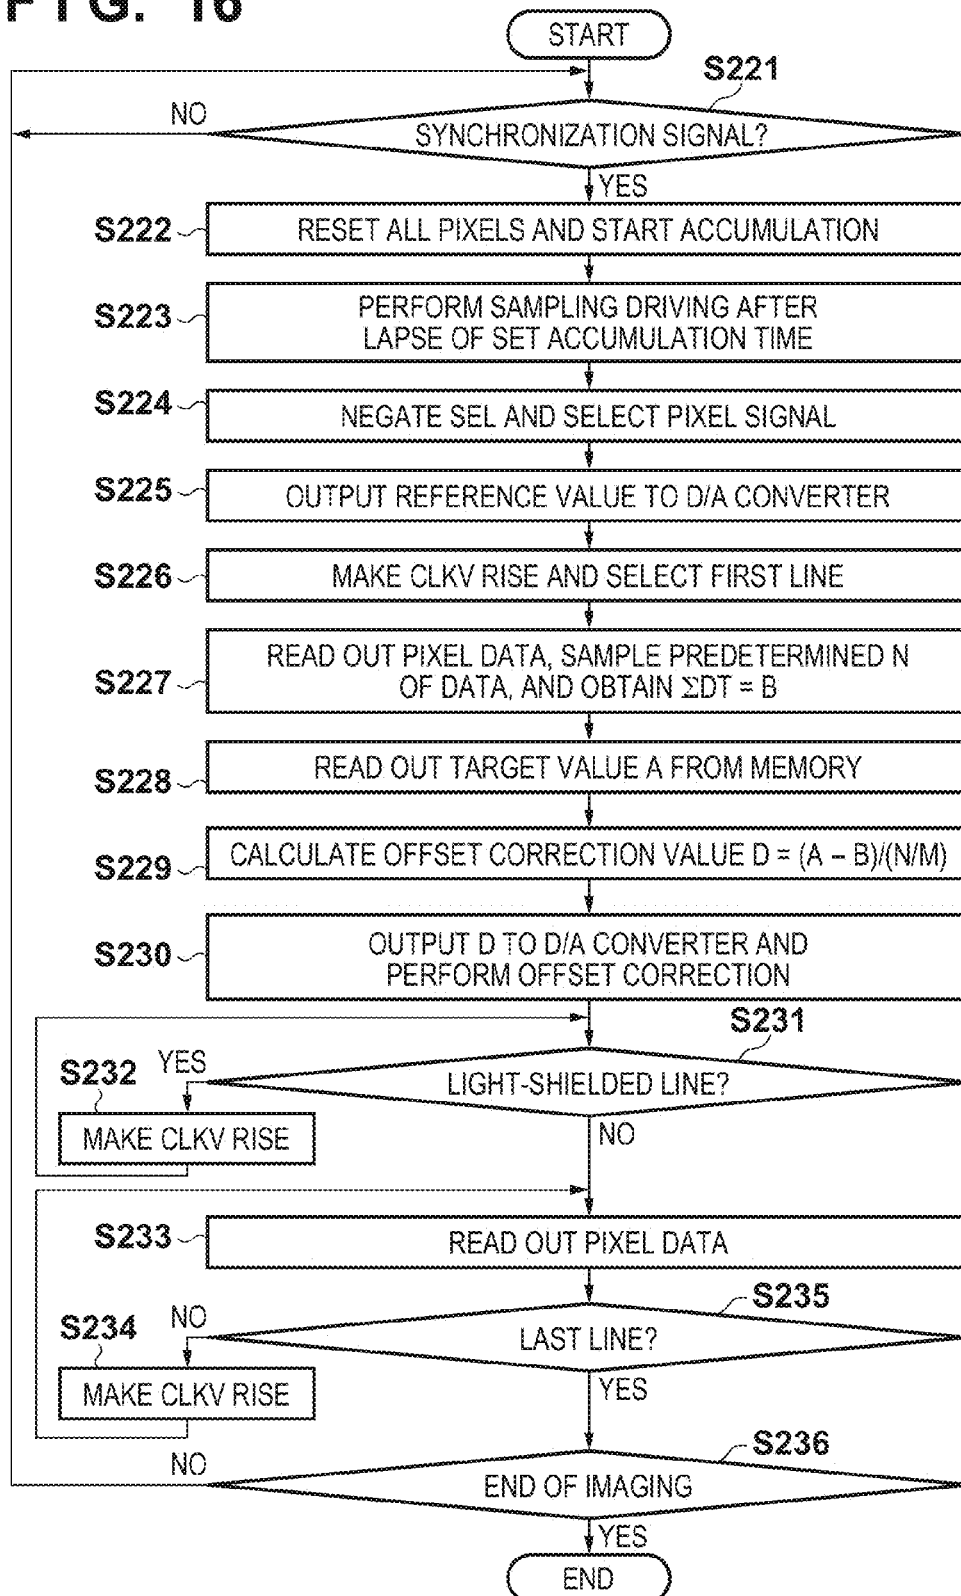 FIG. 16
START
S221
SYNCHRONIZATION SIGNAL?
NO
YES
S222
RESET ALL PIXELS AND START ACCUMULATION
S223
PERFORM SAMPLING DRIVING AFTER
LAPSE OF SET ACCUMULATION TIME
S224
NEGATE SEL AND SELECT PIXEL SIGNAL
S225
OUTPUT REFERENCE VALUE TO D/A CONVERTER
S226
MAKE CLKV RISE AND SELECT FIRST LINE
S227
READ OUT PIXEL DATA, SAMPLE PREDETERMINED N
OF DATA, AND OBTAIN ΣDT = B
S228
READ OUT TARGET VALUE A FROM MEMORY
S229
CALCULATE OFFSET CORRECTION VALUE D = (A – B)/(N/M)
S230
OUTPUT D TO D/A CONVERTER AND
PERFORM OFFSET CORRECTION
S231
LIGHT-SHIELDED LINE?
YES
S232
MAKE CLKV RISE
NO
S233
READ OUT PIXEL DATA
S235
LAST LINE?
NO
S234
MAKE CLKV RISE
YES
S236
END OF IMAGING
NO
YES
END